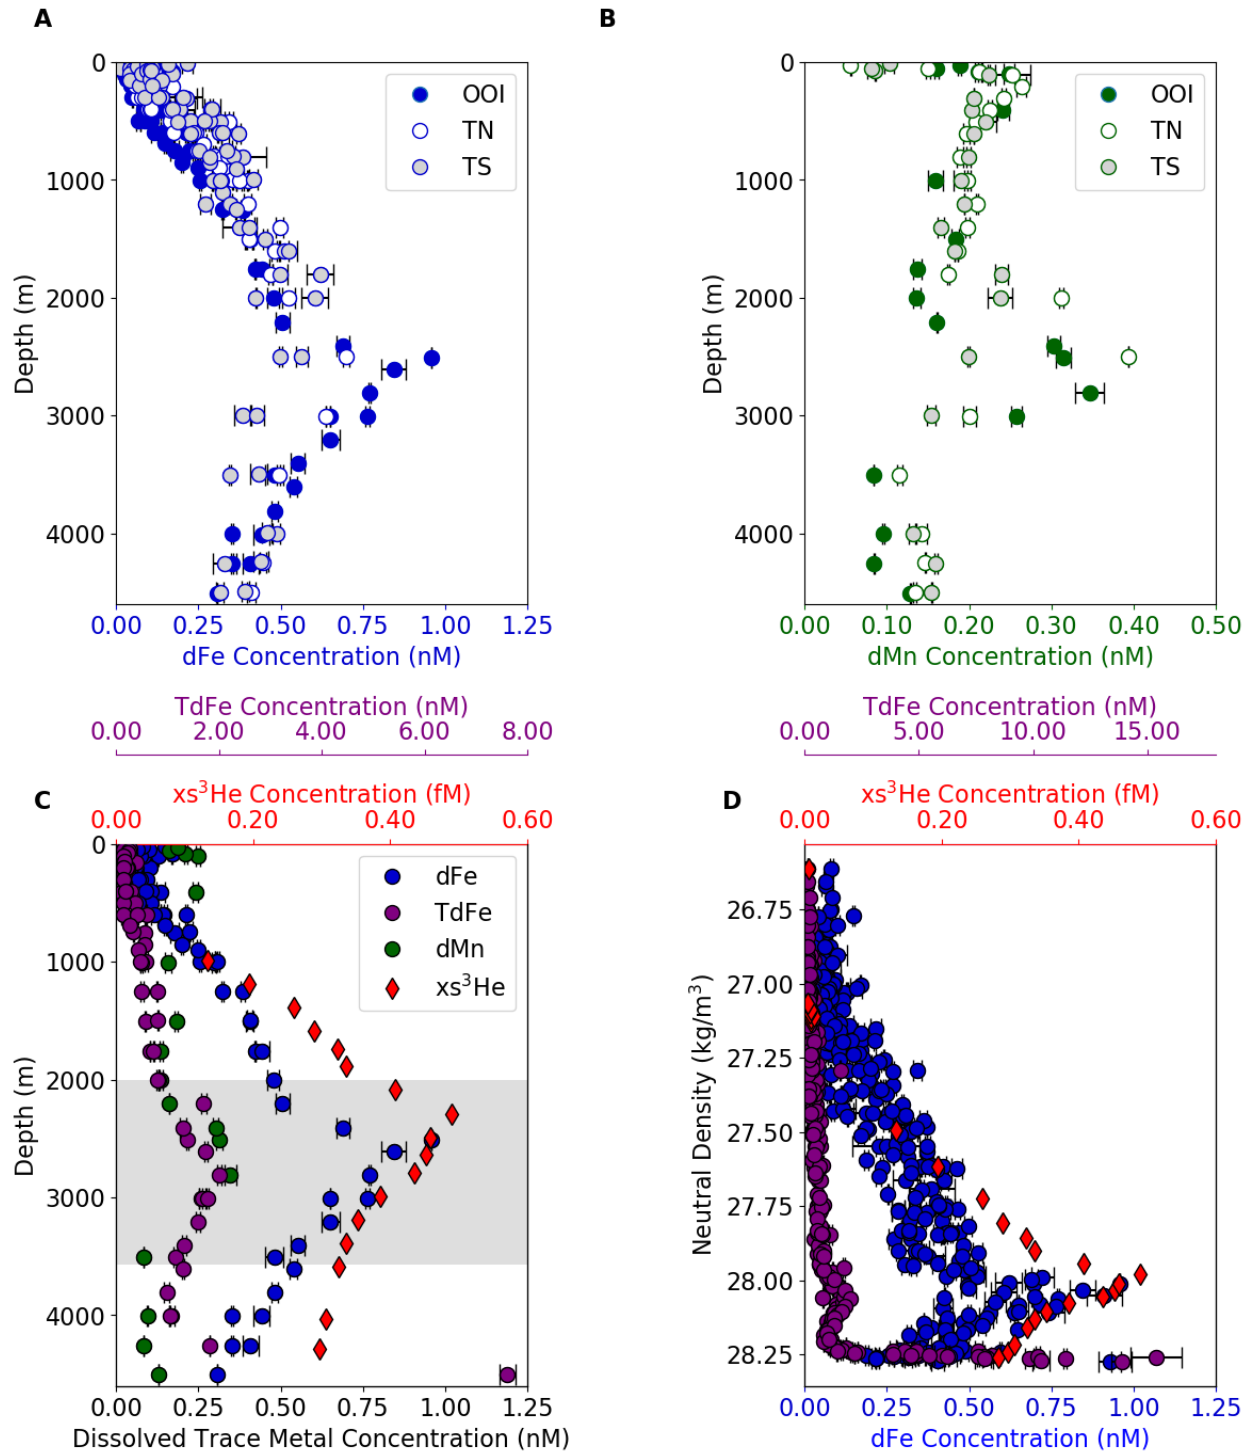 A
B
0
1000
2000
3000
4000
Depth (m)
OOI
TN
TS
0.00 0.25 0.50 0.75 1.00 1.25
dFe Concentration (nM)
0
1000
2000
3000
4000
Depth (m)
OOI
TN
TS
0.00 0.10 0.20 0.30 0.40 0.50
dMn Concentration (nM)
TdFe Concentration (nM)
0.00 2.00 4.00 6.00 8.00
C
xs³He Concentration (fM)
0.00 0.20 0.40 0.60
0
1000
2000
3000
4000
Depth (m)
dFe
TdFe
dMn
xs³He
0.00 0.25 0.50 0.75 1.00 1.25
Dissolved Trace Metal Concentration (nM)
TdFe Concentration (nM)
0.00 5.00 10.00 15.00
D
xs³He Concentration (fM)
0.00 0.20 0.40 0.60
26.75
27.00
27.25
27.50
27.75
28.00
28.25
Neutral Density (kg/m³)
0.00 0.25 0.50 0.75 1.00 1.25
dFe Concentration (nM)